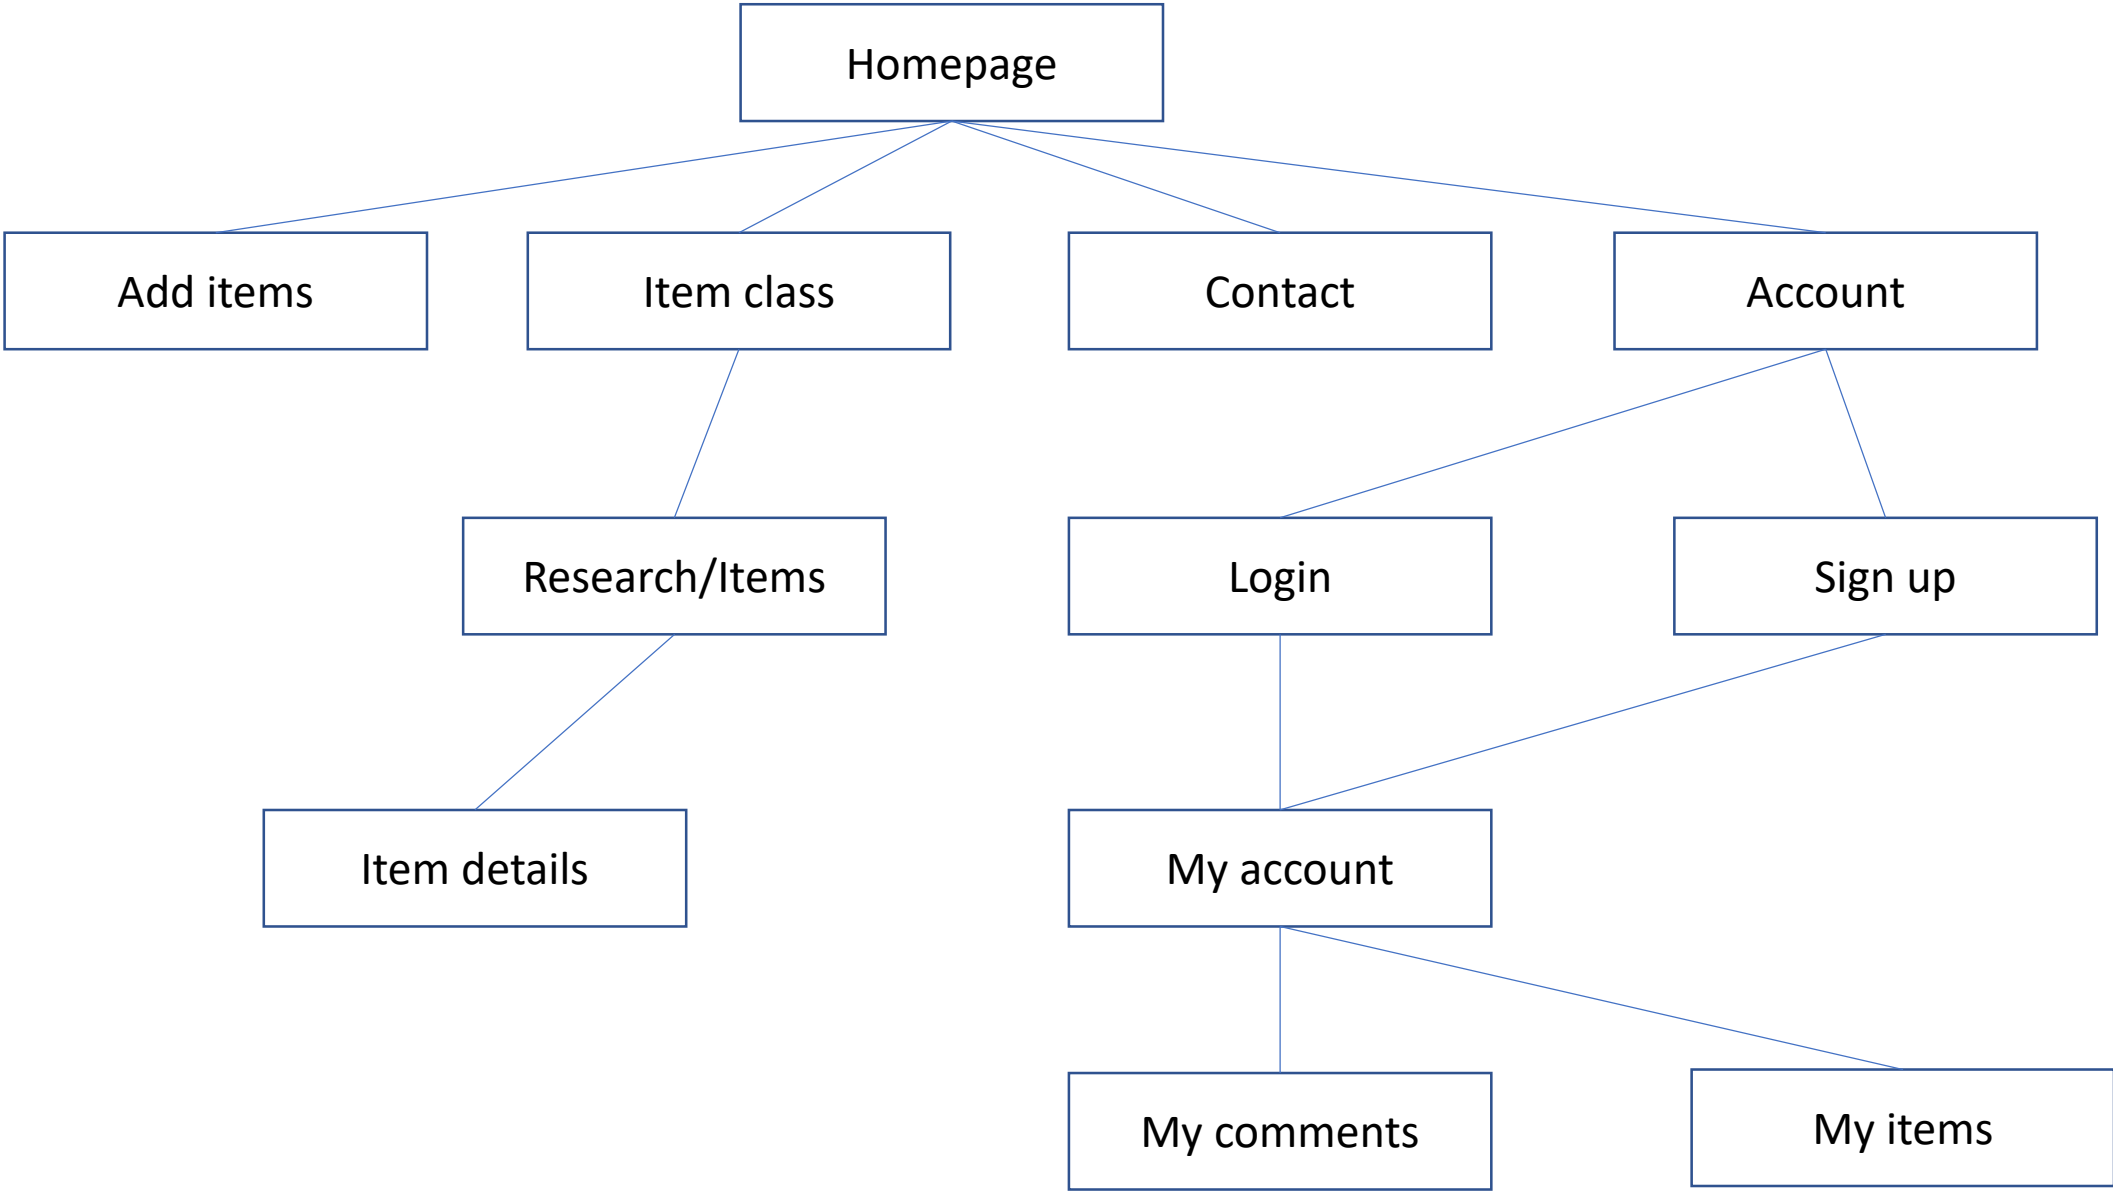 Homepage
Add items
Item class
Contact
Account
Research/Items
Login
Sign up
Item details
My account
My comments
My items